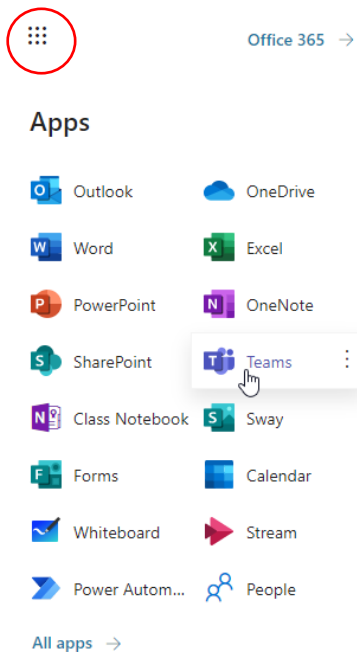 Office 365 →
Apps
Outlook OneDrive
Word Excel
PowerPoint OneNote
SharePoint Teams
Class Notebook Sway
Forms Calendar
Whiteboard Stream
Power Autom... People
All apps →